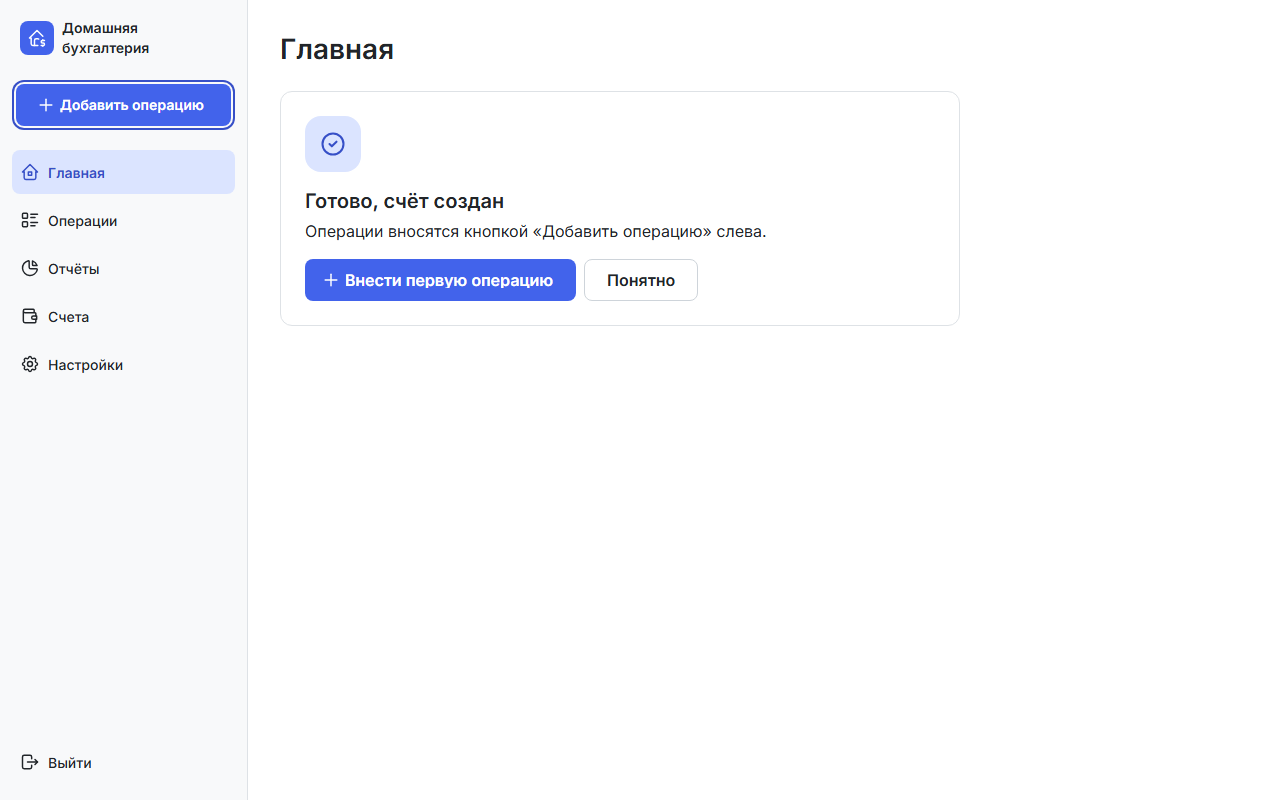 Домашняя
бухгалтерия
Добавить операцию
Главная
Операции
Отчёты
Счета
Настройки
Выйти
Главная
Готово, счёт создан
Операции вносятся кнопкой «Добавить операцию» слева.
Внести первую операцию
Понятно